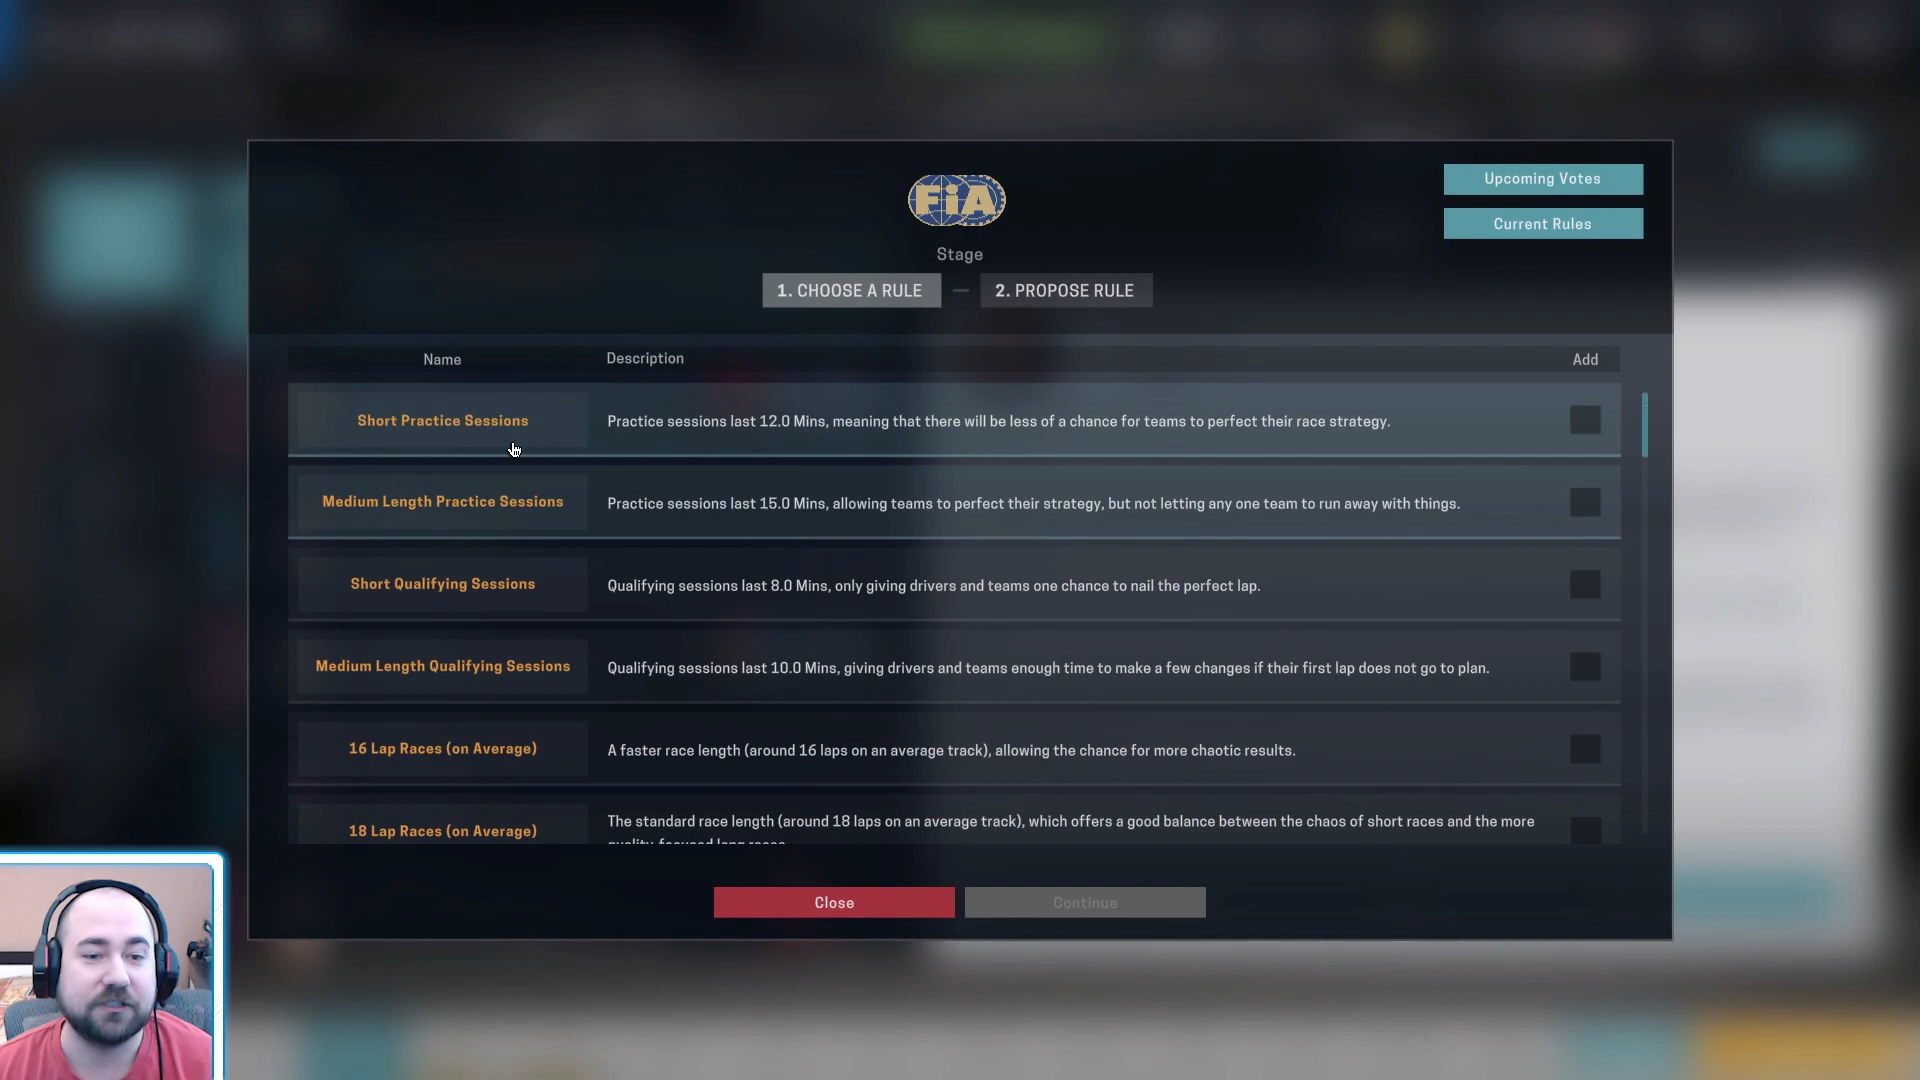 FiA
Upcoming Votes
Current Rules
Stage
1. CHOOSE A RULE
2. PROPOSE RULE
Name Description Add
Short Practice Sessions
Practice sessions last 12.0 Mins, meaning that there will be less of a chance for teams to perfect their race strategy.
Medium Length Practice Sessions
Practice sessions last 15.0 Mins, allowing teams to perfect their strategy, but not letting any one team to run away with things.
Short Qualifying Sessions
Qualifying sessions last 8.0 Mins, only giving drivers and teams one chance to nail the perfect lap.
Medium Length Qualifying Sessions
Qualifying sessions last 10.0 Mins, giving drivers and teams enough time to make a few changes if their first lap does not go to plan.
16 Lap Races (on Average)
A faster race length (around 16 laps on an average track), allowing the chance for more chaotic results.
18 Lap Races (on Average)
The standard race length (around 18 laps on an average track), which offers a good balance between the chaos of short races and the more
quality-focused long races
Close
Continue